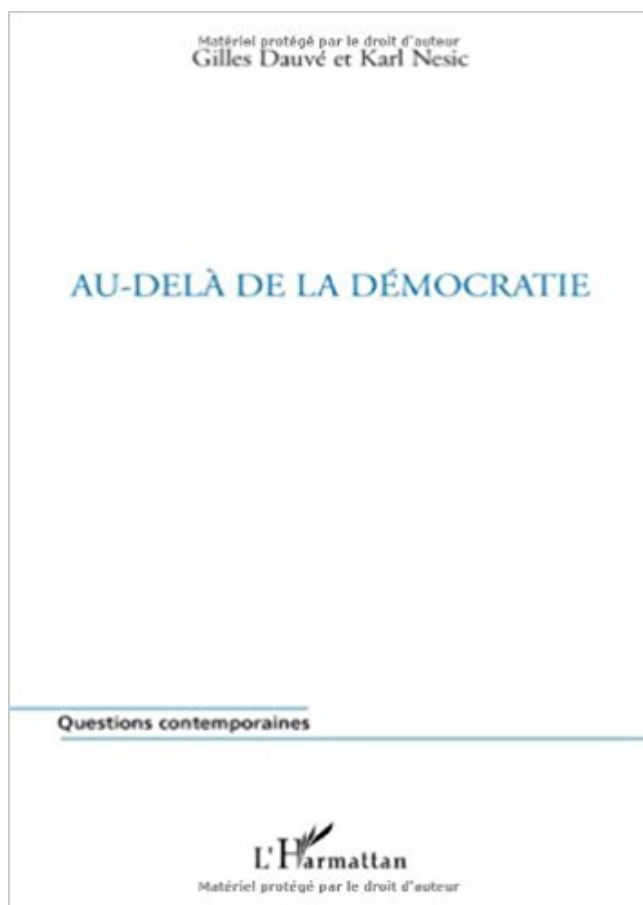 Matériel protégé par le droit d'auteur
Gilles Dauvé et Karl Nesic
AU-DELÀ DE LA DÉMOCRATIE
Questions contemporaines
L'Harmattan
Matériel protégé par le droit d'auteur